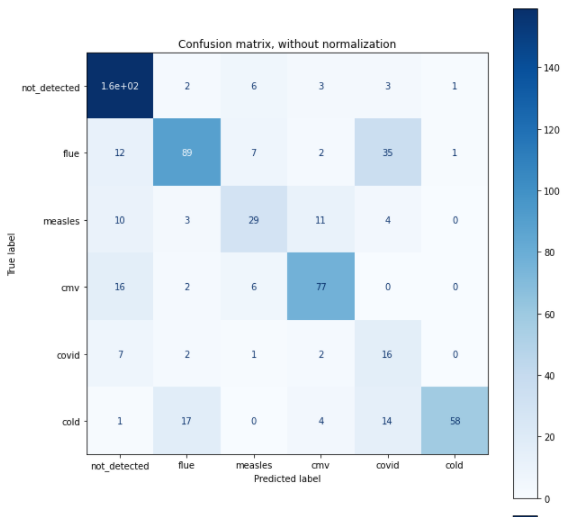 Confusion matrix, without normalization
not_detected 1.6e+02 2 6 3 3 1
flue 12 89 7 2 35 1
measles 10 3 29 11 4 0
cmv 16 2 6 77 0 0
covid 7 2 1 2 16 0
cold 1 17 0 4 14 58
not_detected flue measles cmv covid cold
Predicted label
True label
140
120
100
80
60
40
20
0